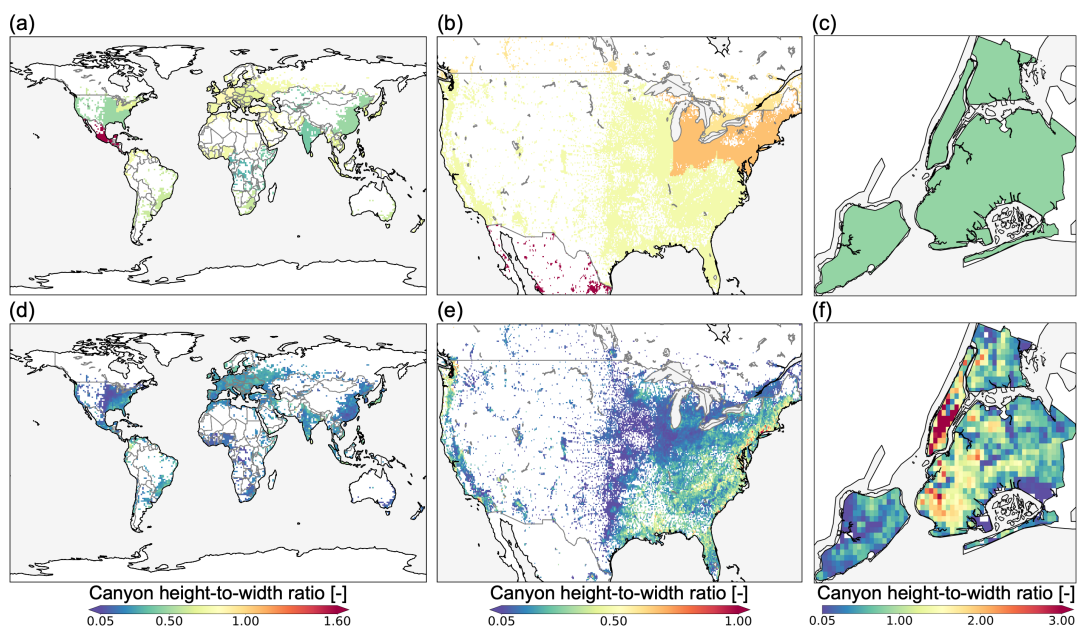 (a)
(b)
(c)
(d)
(e)
(f)
Canyon height-to-width ratio [-]
0.05 0.50 1.00 1.60
Canyon height-to-width ratio [-]
0.05 0.50 1.00
Canyon height-to-width ratio [-]
0.05 1.00 2.00 3.00